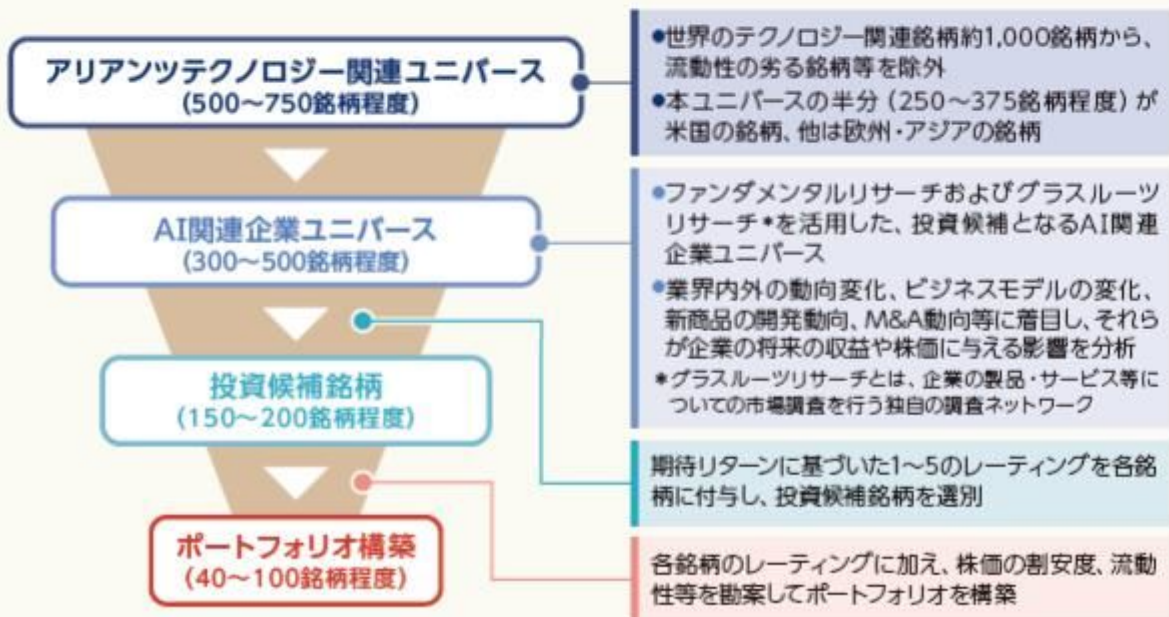 アリアンツテクノロジー関連ユニバース
(500〜750銘柄程度)
●世界のテクノロジー関連銘柄約1,000銘柄から、
流動性の劣る銘柄等を除外
●本ユニバースの半分(250〜375銘柄程度)が
米国の銘柄、他は欧州・アジアの銘柄
AI関連企業ユニバース
(300〜500銘柄程度)
●ファンダメンタルリサーチおよびグラスルーツ
リサーチ*を活用した、投資候補となるAI関連
企業ユニバース
●業界内外の動向変化、ビジネスモデルの変化、
新商品の開発動向、M&A動向等に着目し、それら
が企業の将来の収益や株価に与える影響を分析
*グラスルーツリサーチとは、企業の製品・サービス等に
ついての市場調査を行う独自の調査ネットワーク
投資候補銘柄
(150〜200銘柄程度)
期待リターンに基づいた1〜5のレーティングを各銘
柄に付与し、投資候補銘柄を選別
ポートフォリオ構築
(40〜100銘柄程度)
各銘柄のレーティングに加え、株価の割安度、流動
性等を勘案してポートフォリオを構築